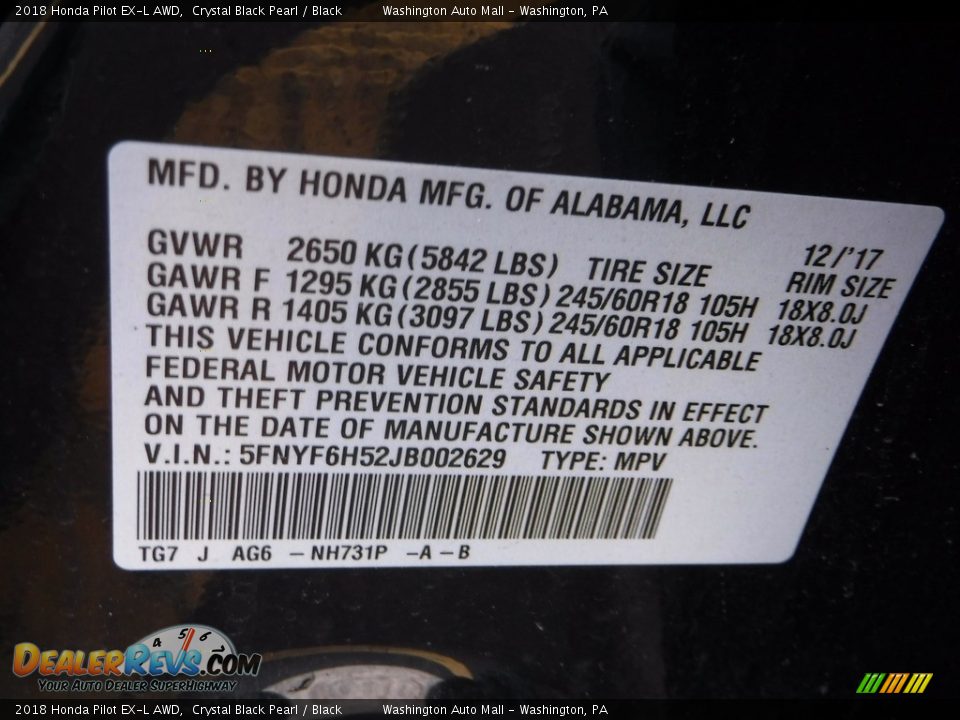 2018 Honda Pilot EX-L AWD,  Crystal Black Pearl / Black  Washington Auto Mall - Washington, PA
MFD. BY HONDA MFG. OF ALABAMA, LLC
12/'17
GVWR 2650 KG (5842 LBS) TIRE SIZE RIM SIZE
GAWR F 1295 KG (2855 LBS) 245/60R18 105H 18X8.0J
GAWR R 1405 KG (3097 LBS) 245/60R18 105H 18X8.0J
THIS VEHICLE CONFORMS TO ALL APPLICABLE
FEDERAL MOTOR VEHICLE SAFETY
AND THEFT PREVENTION STANDARDS IN EFFECT
ON THE DATE OF MANUFACTURE SHOWN ABOVE.
V.I.N.: 5FNYF6H52JB002629 TYPE: MPV
TG7 J AG6 – NH731P –A – B
4 5 6
DEALERREVS.COM
YOUR AUTO DEALER SUPERHIGHWAY
2018 Honda Pilot EX-L AWD,  Crystal Black Pearl / Black  Washington Auto Mall - Washington, PA